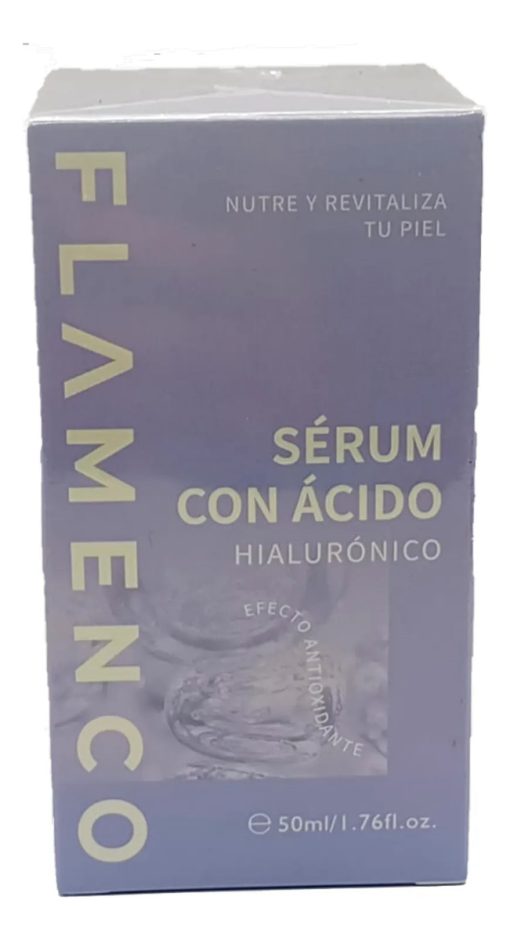 FLAMENCO
NUTRE Y REVITALIZA
TU PIEL
SÉRUM
CON ÁCIDO
HIALURÓNICO
EFECTO ANTIOXIDANTE
℮ 50ml/1.76fl.oz.